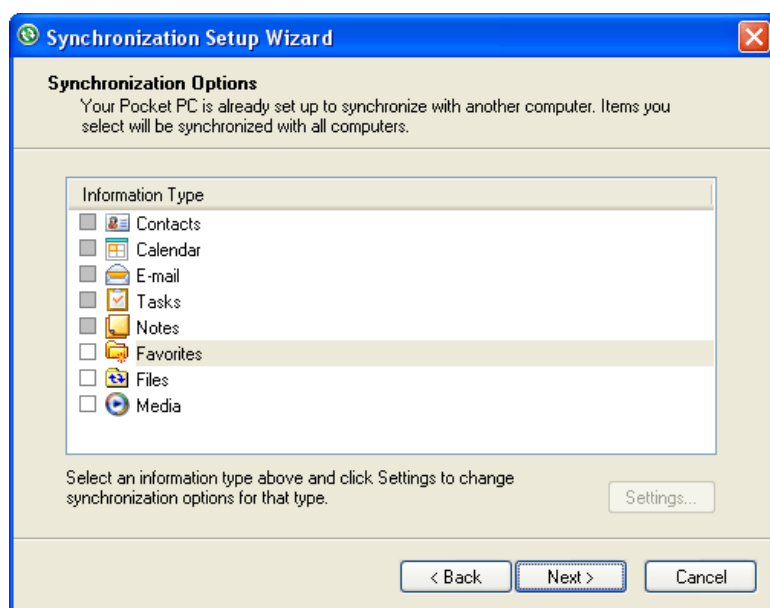 Synchronization Setup Wizard
Synchronization Options
Your Pocket PC is already set up to synchronize with another computer. Items you
select will be synchronized with all computers.
Information Type
Contacts
Calendar
E-mail
Tasks
Notes
Favorites
Files
Media
Select an information type above and click Settings to change
synchronization options for that type.
Settings...
< Back
Next >
Cancel